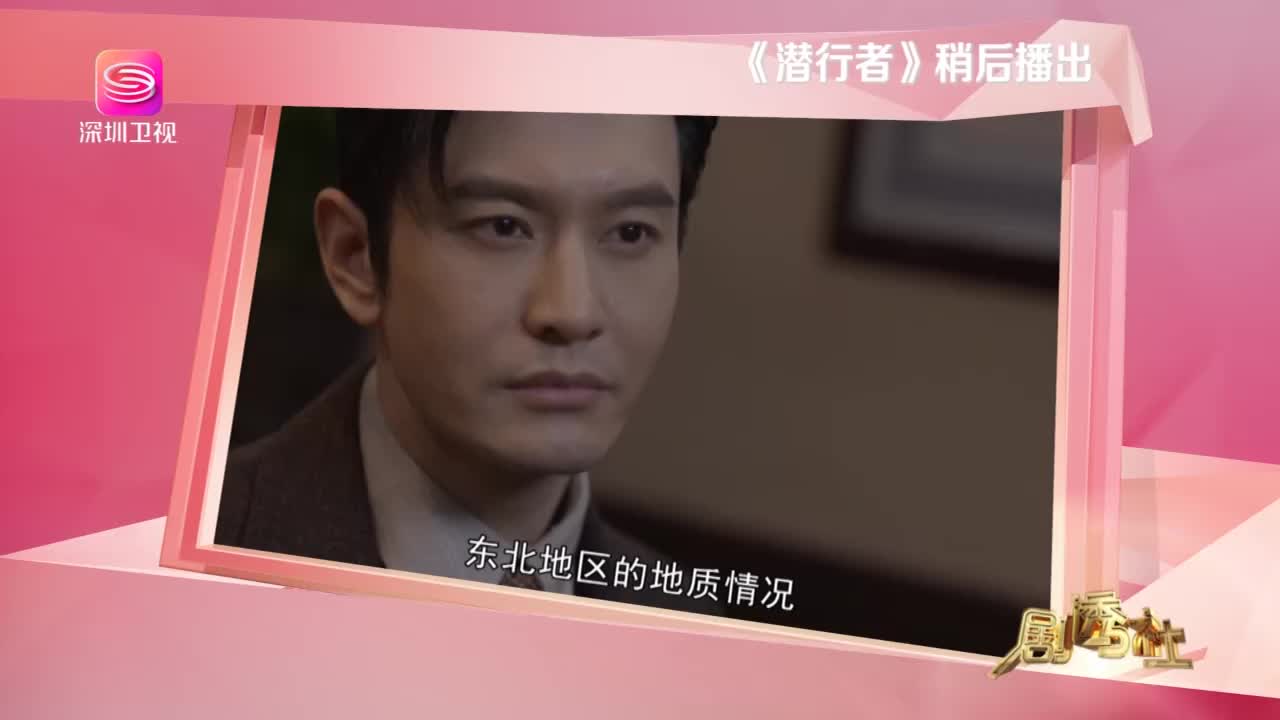 《潜行者》稍后播出
深圳卫视
东北地区的地质情况
剧透社